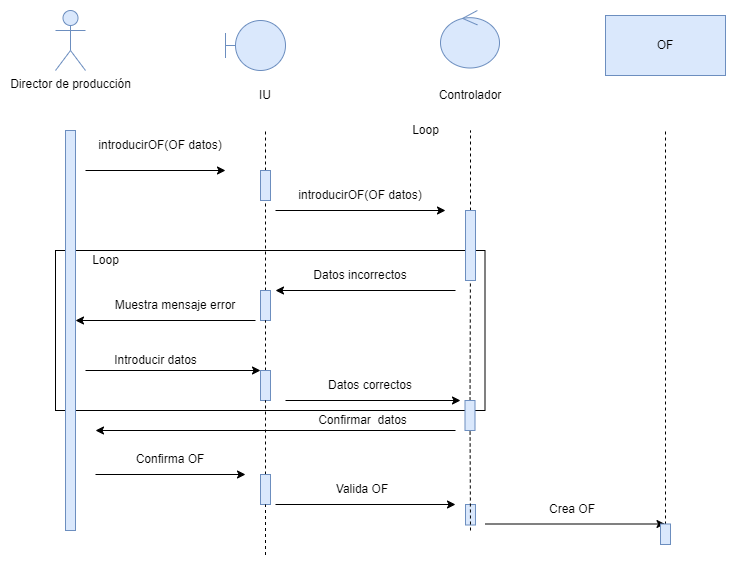 Director de producción
IU
Controlador
OF
Loop
introducirOF(OF datos)
introducirOF(OF datos)
Loop
Datos incorrectos
Muestra mensaje error
Introducir datos
Datos correctos
Confirmar  datos
Confirma OF
Valida OF
Crea OF